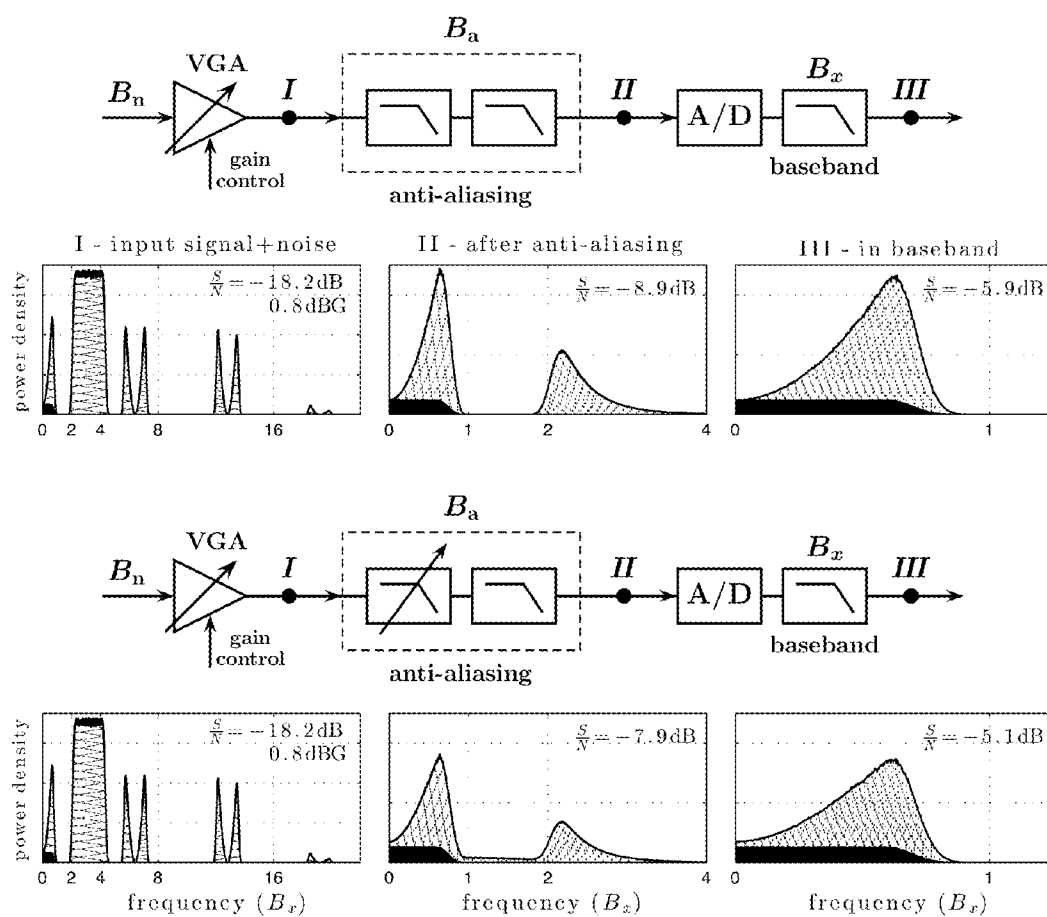 B_a
VGA
B_n
I
II
B_x
III
A/D
gain
control
anti-aliasing
baseband
I - input signal+noise
II - after anti-aliasing
III - in baseband
power density
S/N = −18.2dB
0.8dBG
S/N = −8.9dB
S/N = −5.9dB
0 2 4 8 16
0 2 4
0 1
B_a
VGA
B_n
I
II
B_x
III
A/D
gain
control
anti-aliasing
baseband
power density
S/N = −18.2dB
0.8dBG
S/N = −7.9dB
S/N = −5.1dB
0 2 4 8 16
0 2 4
0 1
frequency (B_x)
frequency (B_x)
frequency (B_x)